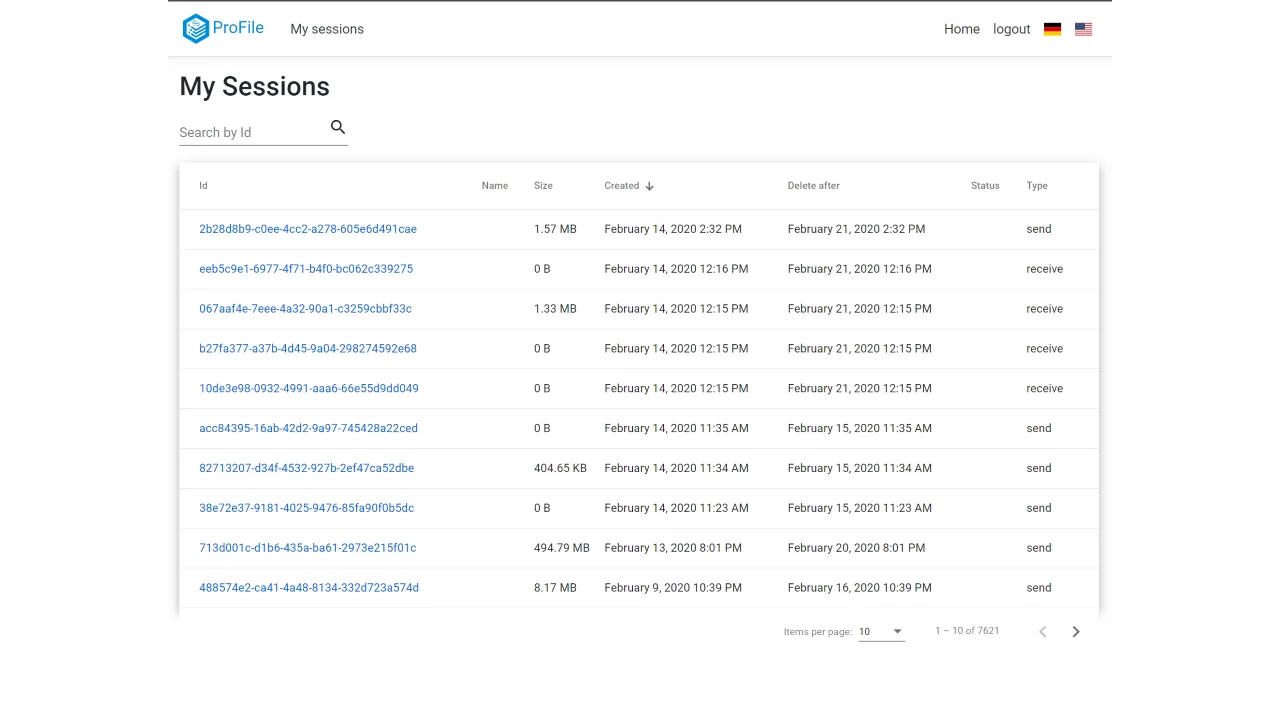 ProFile My sessions Home logout
My Sessions
Search by Id
Id Name Size Created Delete after Status Type
2b28d8b9-c0ee-4cc2-a278-605e6d491cae 1.57 MB February 14, 2020 2:32 PM February 21, 2020 2:32 PM send
eeb5c9e1-6977-4f71-b4f0-bc062c339275 0 B February 14, 2020 12:16 PM February 21, 2020 12:16 PM receive
067aaf4e-7eee-4a32-90a1-c3259cbbf33c 1.33 MB February 14, 2020 12:15 PM February 21, 2020 12:15 PM receive
b27fa377-a37b-4d45-9a04-298274592e68 0 B February 14, 2020 12:15 PM February 21, 2020 12:15 PM receive
10de3e98-0932-4991-aaa6-66e55d9dd049 0 B February 14, 2020 12:15 PM February 21, 2020 12:15 PM receive
acc84395-16ab-42d2-9a97-745428a22ced 0 B February 14, 2020 11:35 AM February 15, 2020 11:35 AM send
82713207-d34f-4532-927b-2ef47ca52dbe 404.65 KB February 14, 2020 11:34 AM February 15, 2020 11:34 AM send
38e72e37-9181-4025-9476-85fa90f0b5dc 0 B February 14, 2020 11:23 AM February 15, 2020 11:23 AM send
713d001c-d1b6-435a-ba61-2973e215f01c 494.79 MB February 13, 2020 8:01 PM February 20, 2020 8:01 PM send
488574e2-ca41-4a48-8134-332d723a574d 8.17 MB February 9, 2020 10:39 PM February 16, 2020 10:39 PM send
Items per page: 10 1 – 10 of 7621